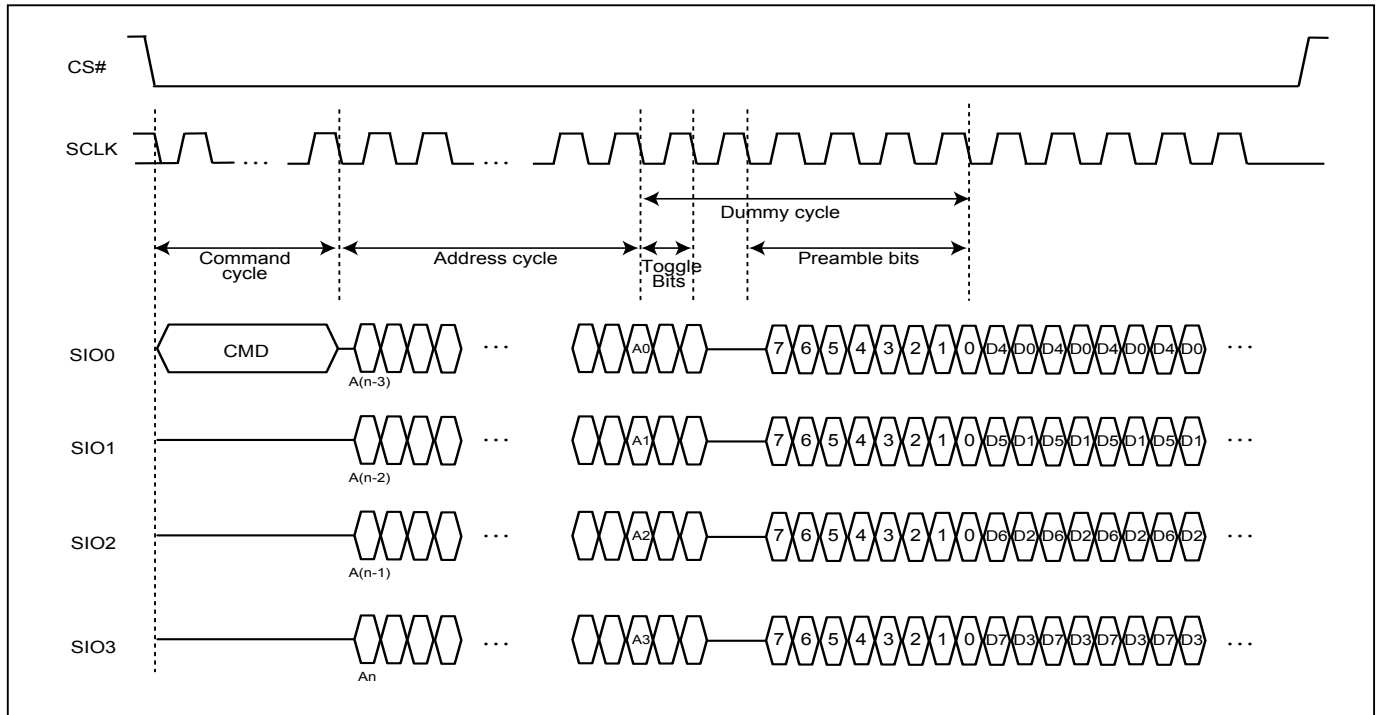 CS#
SCLK
...
...
Dummy cycle
Command
cycle
Address cycle
Toggle
Bits
Preamble bits
SIO0
CMD
...
A0
7 6 5 4 3 2 1 0 D4 D0 D4 D0 D4 D0 D4 D0
...
A(n-3)
SIO1
...
A1
7 6 5 4 3 2 1 0 D5 D1 D5 D1 D5 D1 D5 D1
...
A(n-2)
SIO2
...
A2
7 6 5 4 3 2 1 0 D6 D2 D6 D2 D6 D2 D6 D2
...
A(n-1)
SIO3
...
A3
7 6 5 4 3 2 1 0 D7 D3 D7 D3 D7 D3 D7 D3
...
An